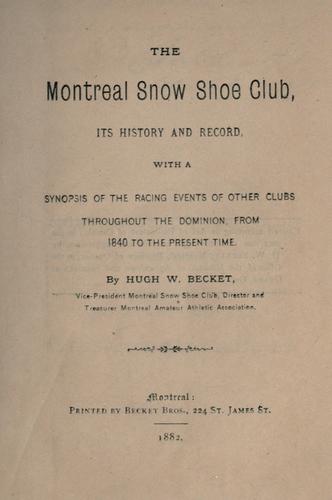 THE
Montreal Snow Shoe Club,
ITS HISTORY AND RECORD,
WITH A
SYNOPSIS OF THE RACING EVENTS OF OTHER CLUBS
THROUGHOUT THE DOMINION, FROM
1840 TO THE PRESENT TIME.
By HUGH W. BECKET,
Vice-President Montreal Snow Shoe Club, Director and
Treasurer Montreal Amateur Athletic Association.
Montreal:
PRINTED BY BECKET BROS., 224 ST. JAMES ST.
1882.